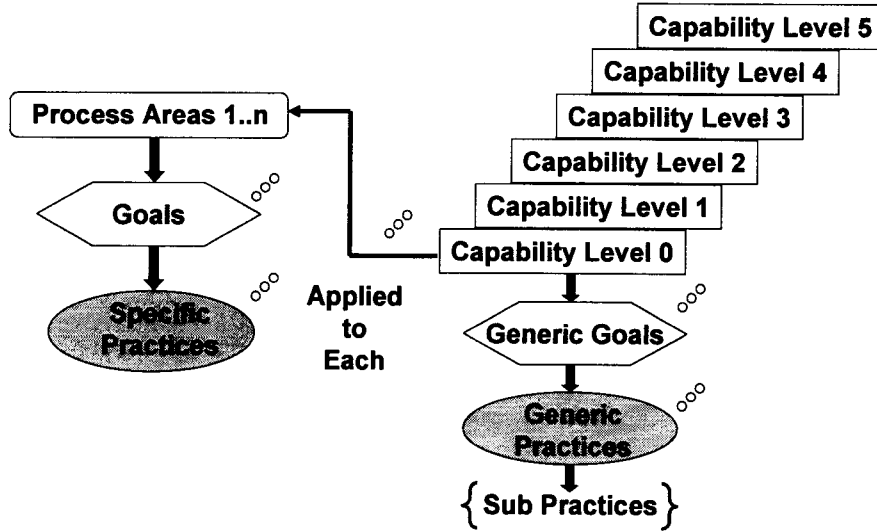 Capability Level 5
Capability Level 4
Capability Level 3
Capability Level 2
Capability Level 1
Capability Level 0
Process Areas 1..n
Goals
Specific
Practices
Applied
to
Each
Generic Goals
Generic
Practices
{Sub Practices}